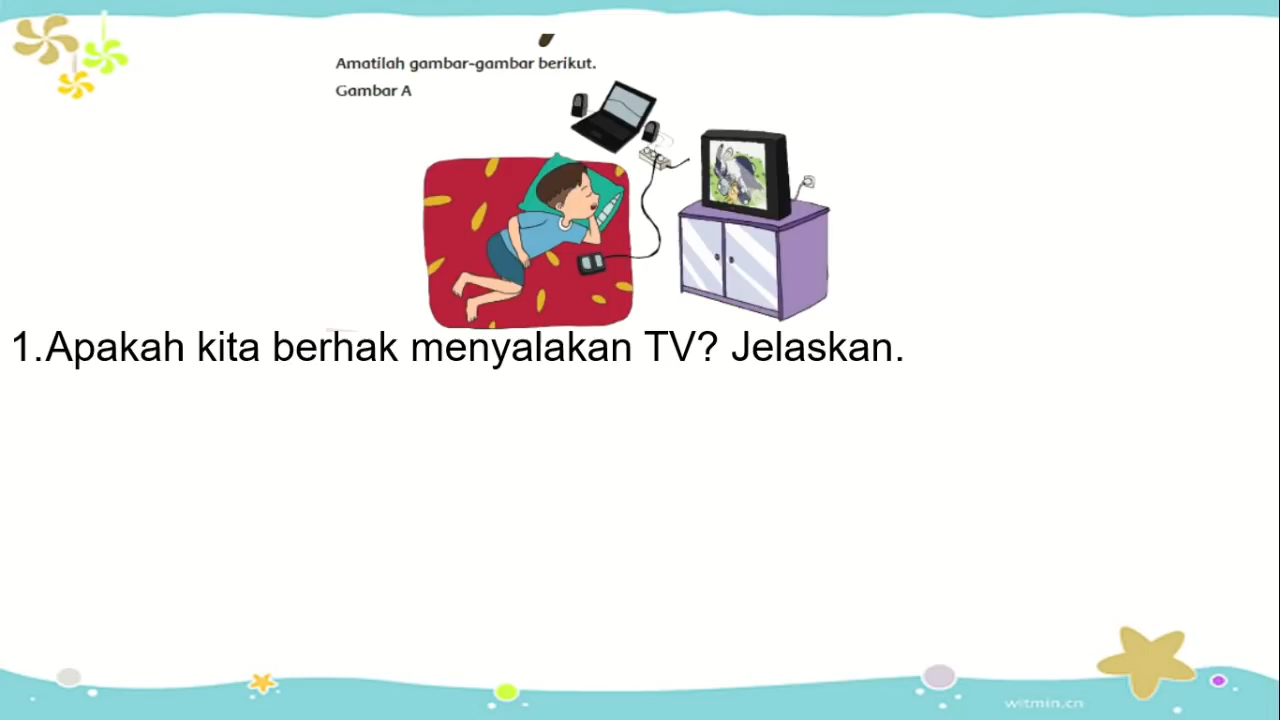 Amatilah gambar-gambar berikut.
Gambar A
1.Apakah kita berhak menyalakan TV? Jelaskan.
witmin.cn